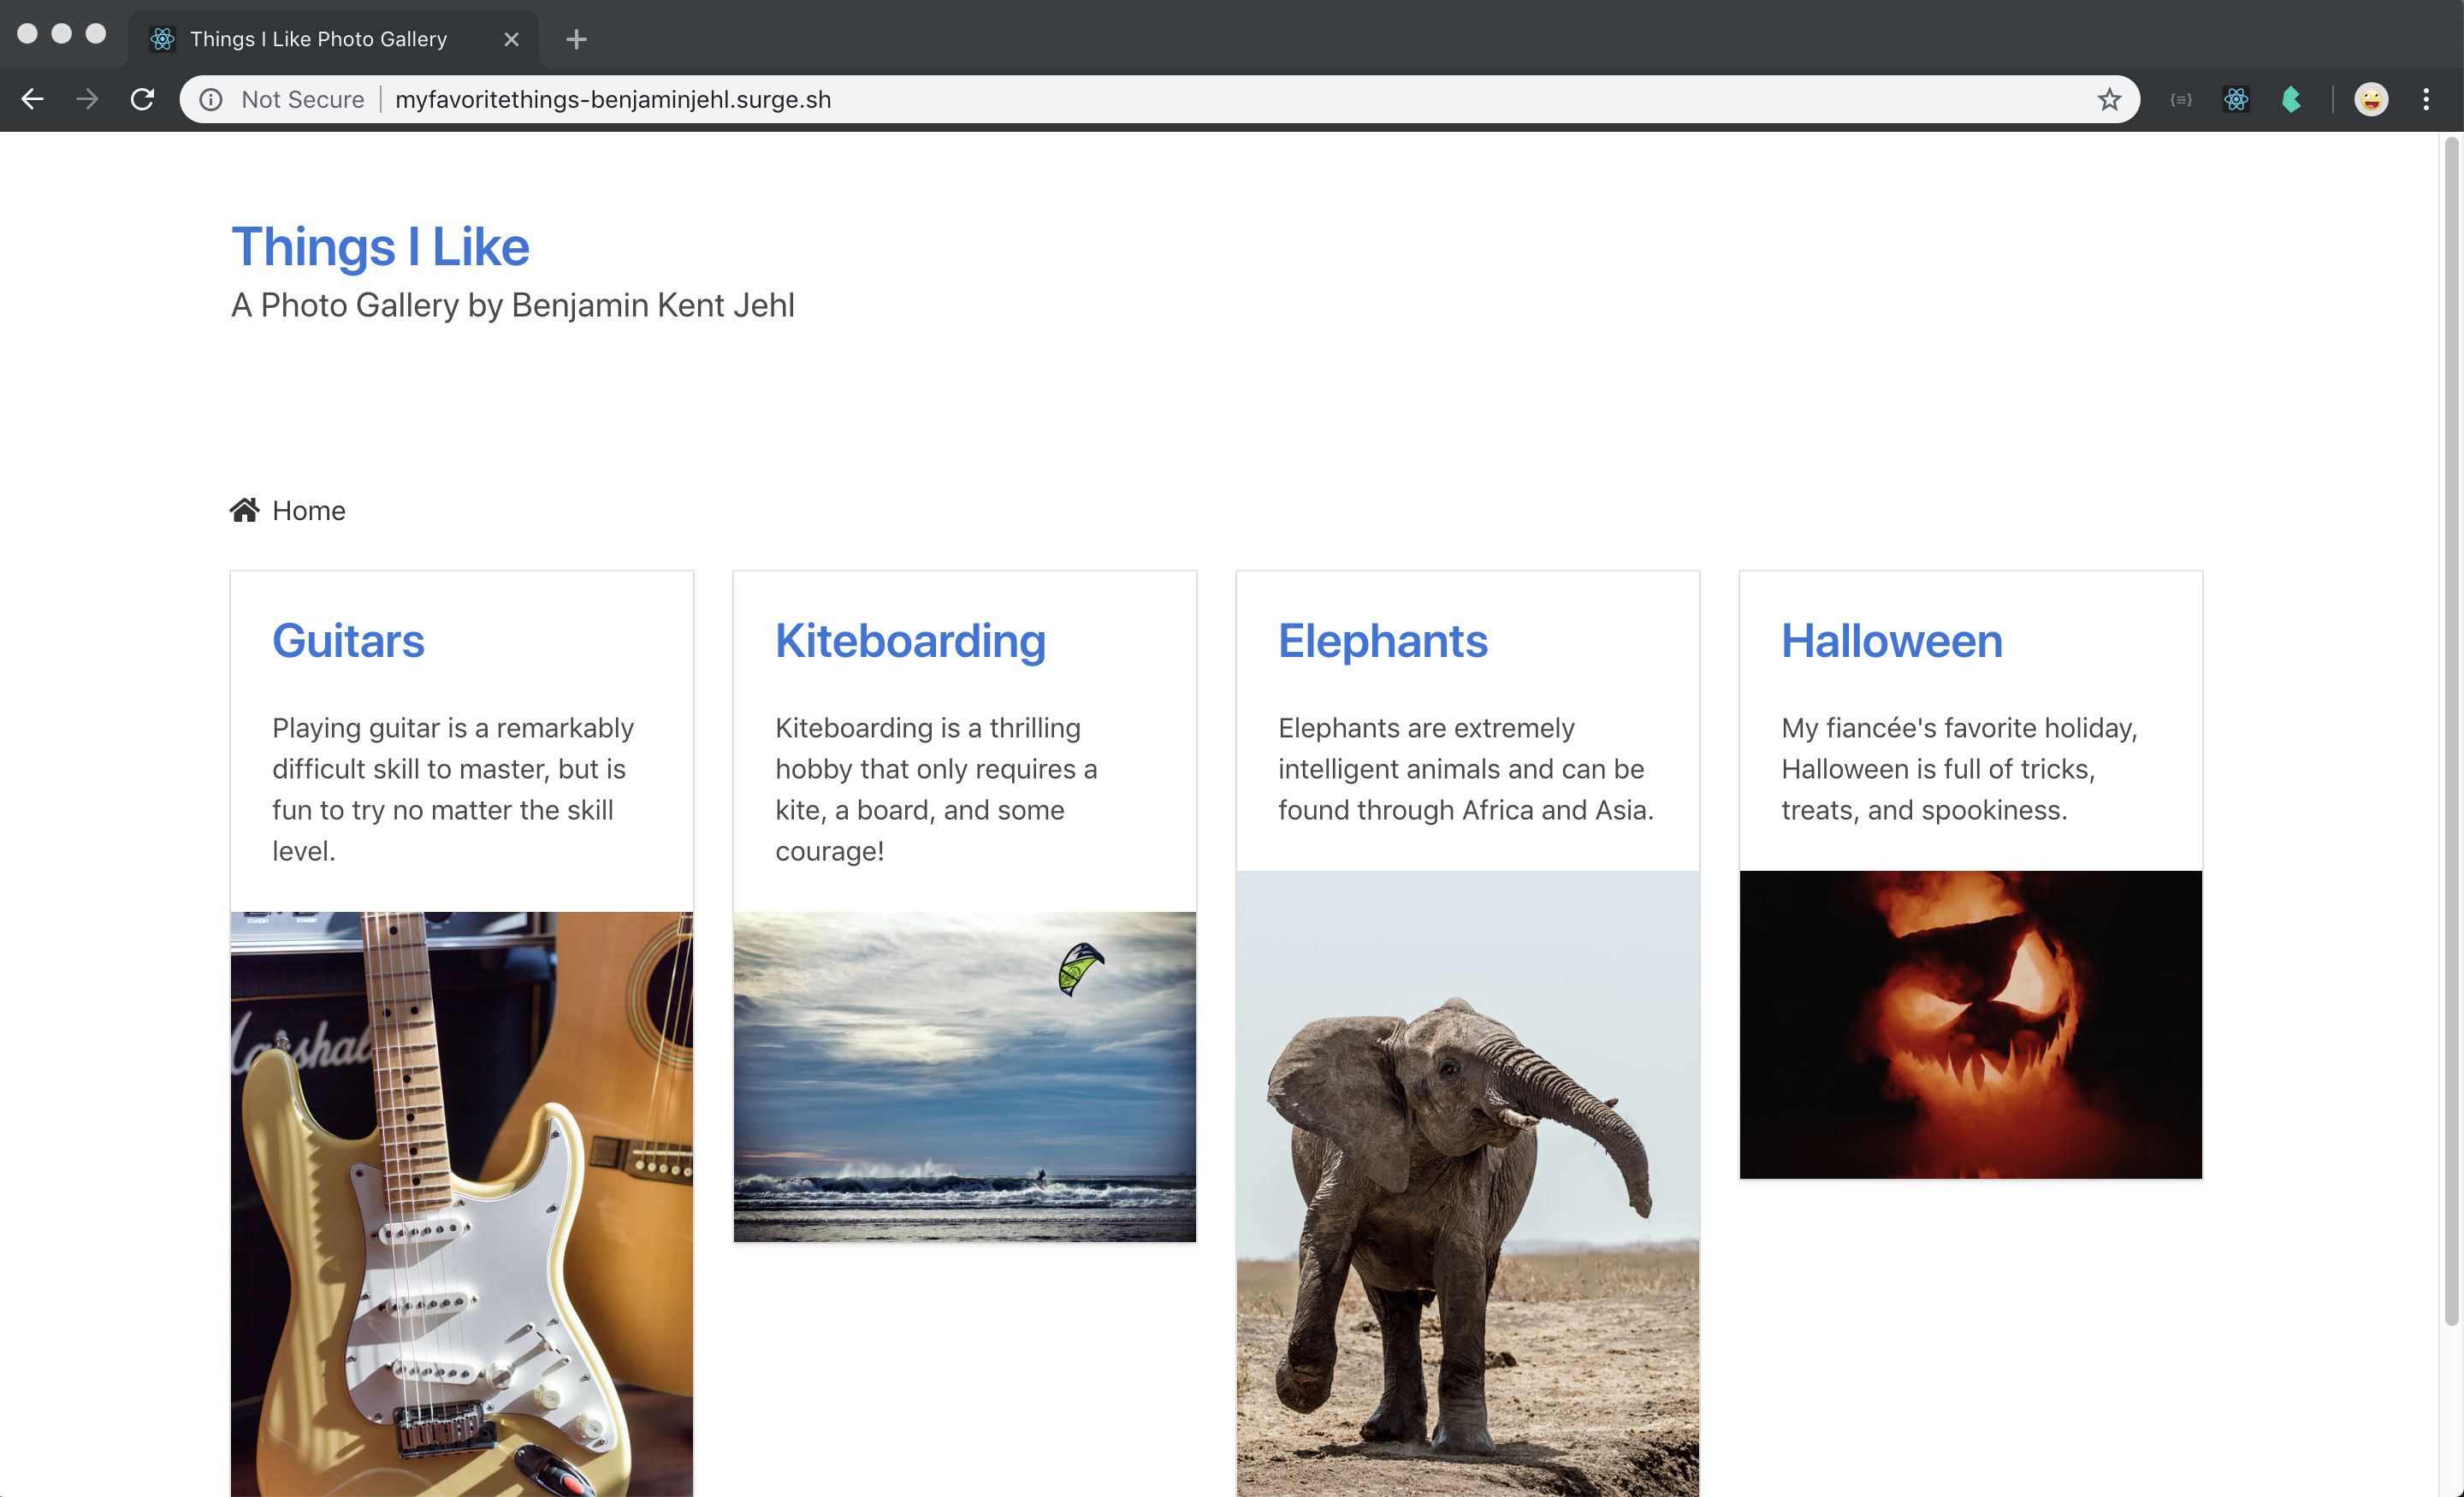 Things I Like Photo Gallery
Not Secure
myfavoritethings-benjaminjehl.surge.sh
Things I Like
A Photo Gallery by Benjamin Kent Jehl
Home
Guitars
Playing guitar is a remarkably
difficult skill to master, but is
fun to try no matter the skill
level.
STANDBY STANDBY
Marshall
Kiteboarding
Kiteboarding is a thrilling
hobby that only requires a
kite, a board, and some
courage!
Elephants
Elephants are extremely
intelligent animals and can be
found through Africa and Asia.
Halloween
My fiancée's favorite holiday,
Halloween is full of tricks,
treats, and spookiness.